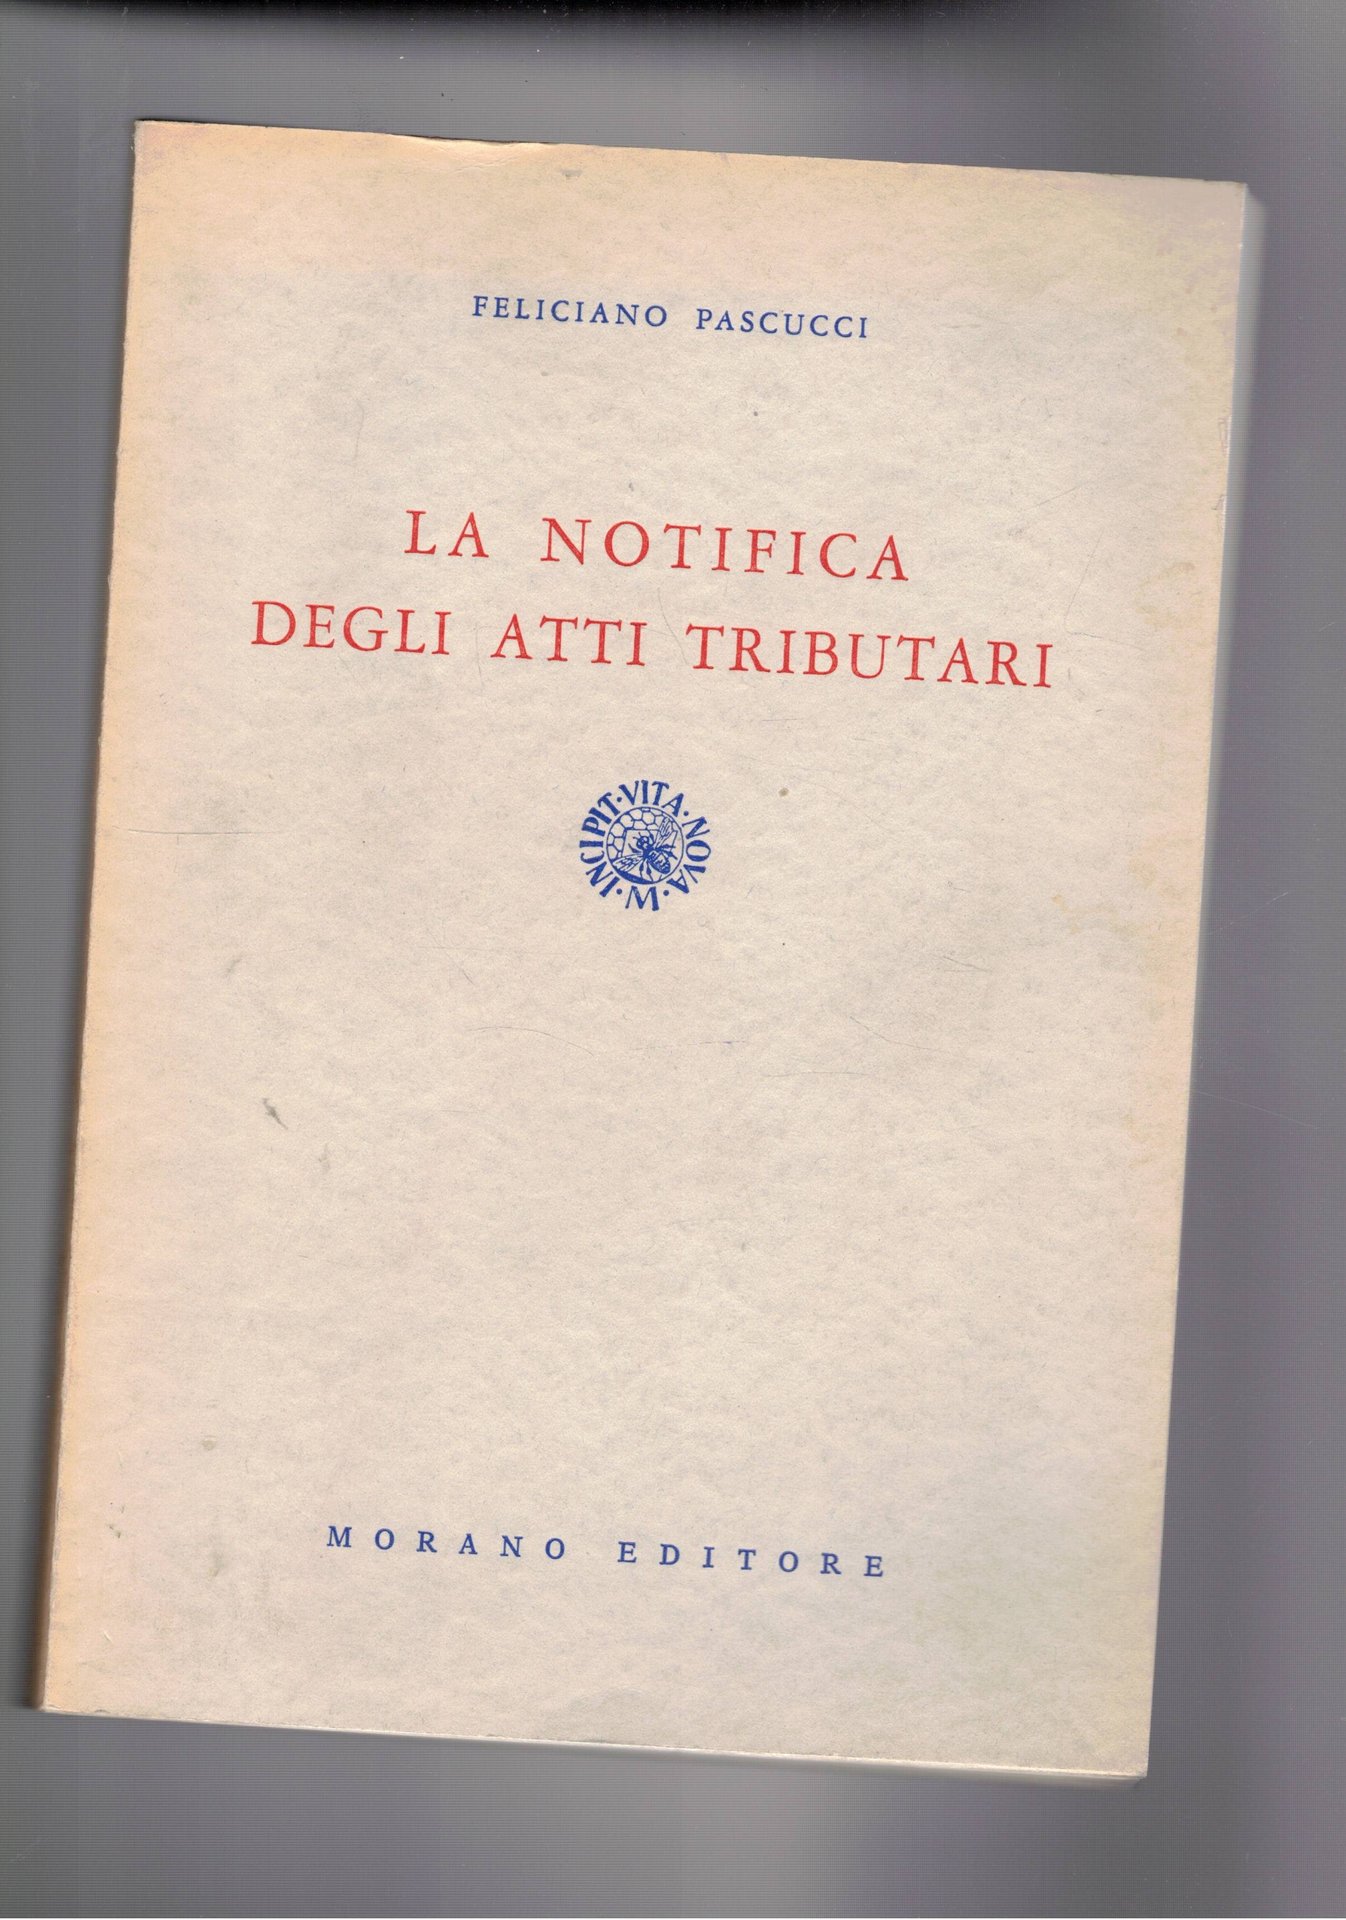 FELICIANO PASCUCCI
LA NOTIFICA
DEGLI ATTI TRIBUTARI
INCIPIT·VITA·NOVA·M·
MORANO EDITORE